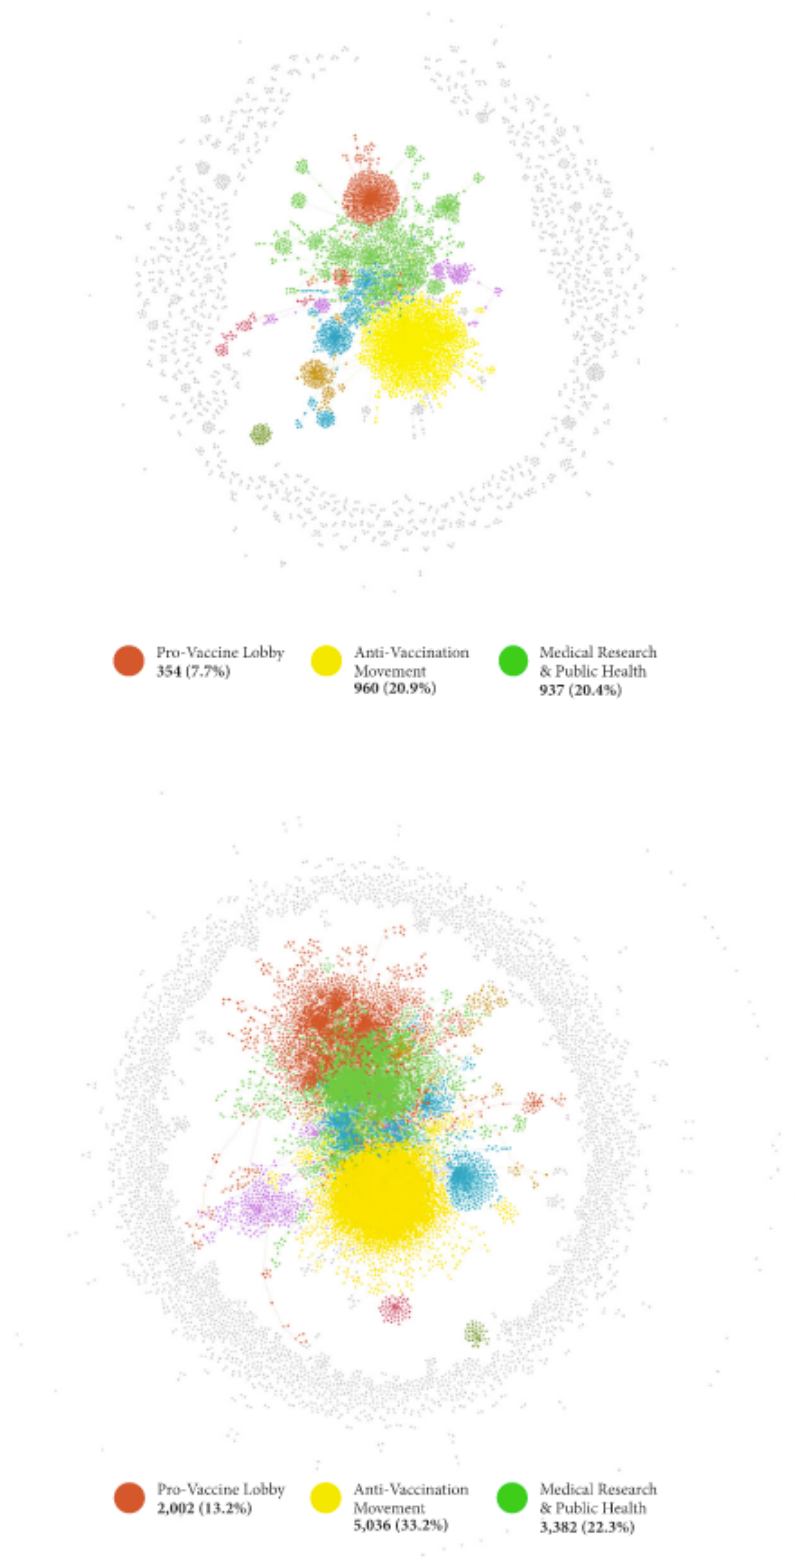 Pro-Vaccine Lobby
354 (7.7%)
Anti-Vaccination
Movement
960 (20.9%)
Medical Research
& Public Health
937 (20.4%)
Pro-Vaccine Lobby
2,002 (13.2%)
Anti-Vaccination
Movement
5,036 (33.2%)
Medical Research
& Public Health
3,382 (22.3%)